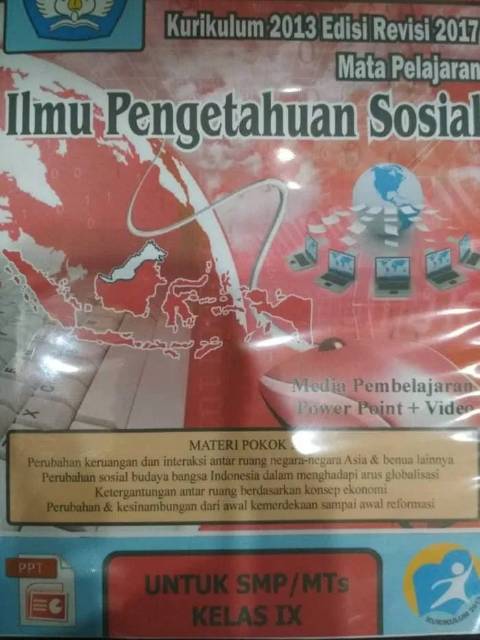 Kurikulum 2013 Edisi Revisi 2017
Mata Pelajaran
Ilmu Pengetahuan Sosial
Media Pembelajaran
Power Point + Video
MATERI POKOK :
Perubahan keruangan dan interaksi antar ruang negara-negara Asia & benua lainnya
Perubahan sosial budaya bangsa Indonesia dalam menghadapi arus globalisasi
Ketergantungan antar ruang berdasarkan konsep ekonomi
Perubahan & kesinambungan dari awal kemerdekaan sampai awal reformasi
PPT
UNTUK SMP/MTs
KELAS IX